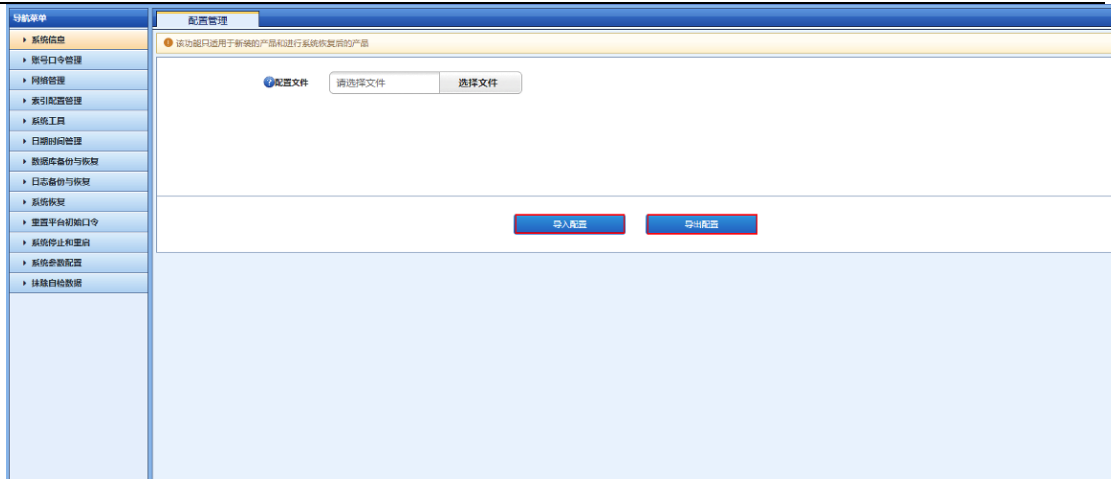 导航菜单
配置管理
系统信息
该功能只适用于新装的产品和进行系统恢复后的产品
账号口令管理
网络管理
配置文件 请选择文件 选择文件
索引配置管理
系统工具
日期时间管理
数据库备份与恢复
日志备份与恢复
系统恢复
重置平台初始口令
导入配置 导出配置
系统停止和重启
系统参数配置
抹除自检数据